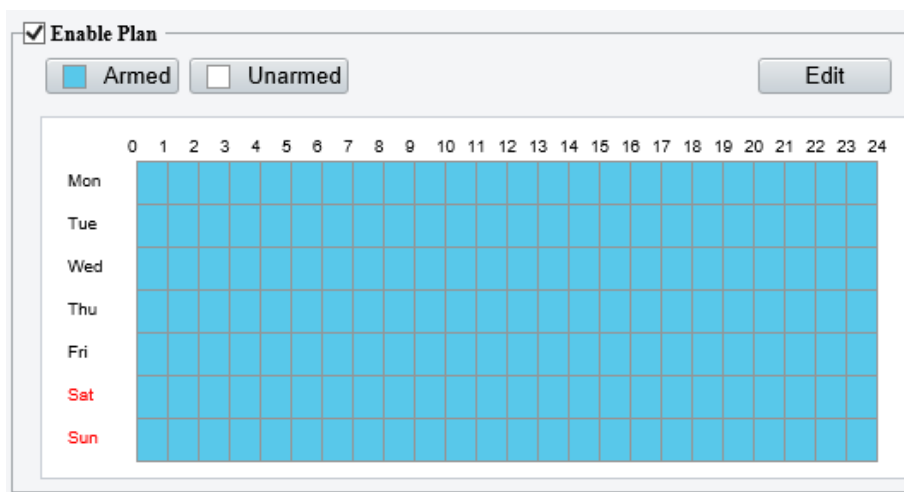 Enable Plan
Armed Unarmed Edit
0 1 2 3 4 5 6 7 8 9 10 11 12 13 14 15 16 17 18 19 20 21 22 23 24
Mon
Tue
Wed
Thu
Fri
Sat
Sun